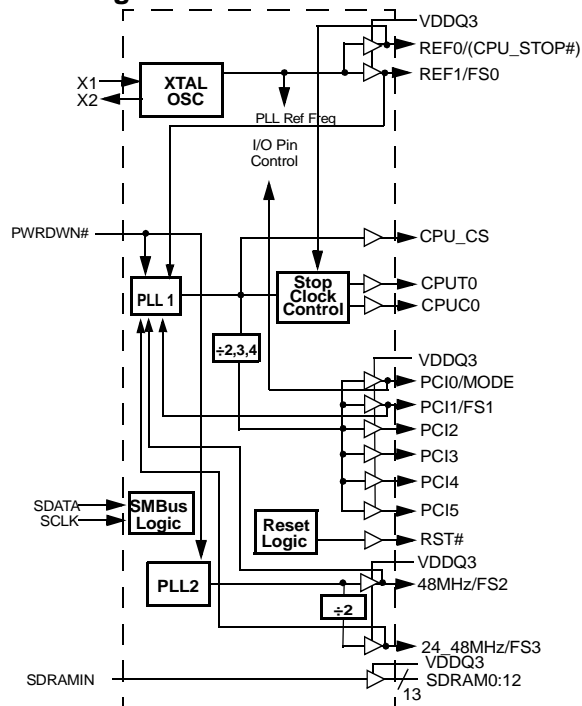 VDDQ3
REF0/(CPU_STOP#)
X1
X2
XTAL
OSC
REF1/FS0
PLL Ref Freq
I/O Pin
Control
PWRDWN#
CPU_CS
PLL 1
Stop
Clock
Control
CPUT0
CPUC0
÷2,3,4
VDDQ3
PCI0/MODE
PCI1/FS1
PCI2
PCI3
PCI4
PCI5
SDATA
SCLK
SMBus
Logic
Reset
Logic
RST#
VDDQ3
PLL2
48MHz/FS2
÷2
24_48MHz/FS3
VDDQ3
SDRAMIN
SDRAM0:12
13